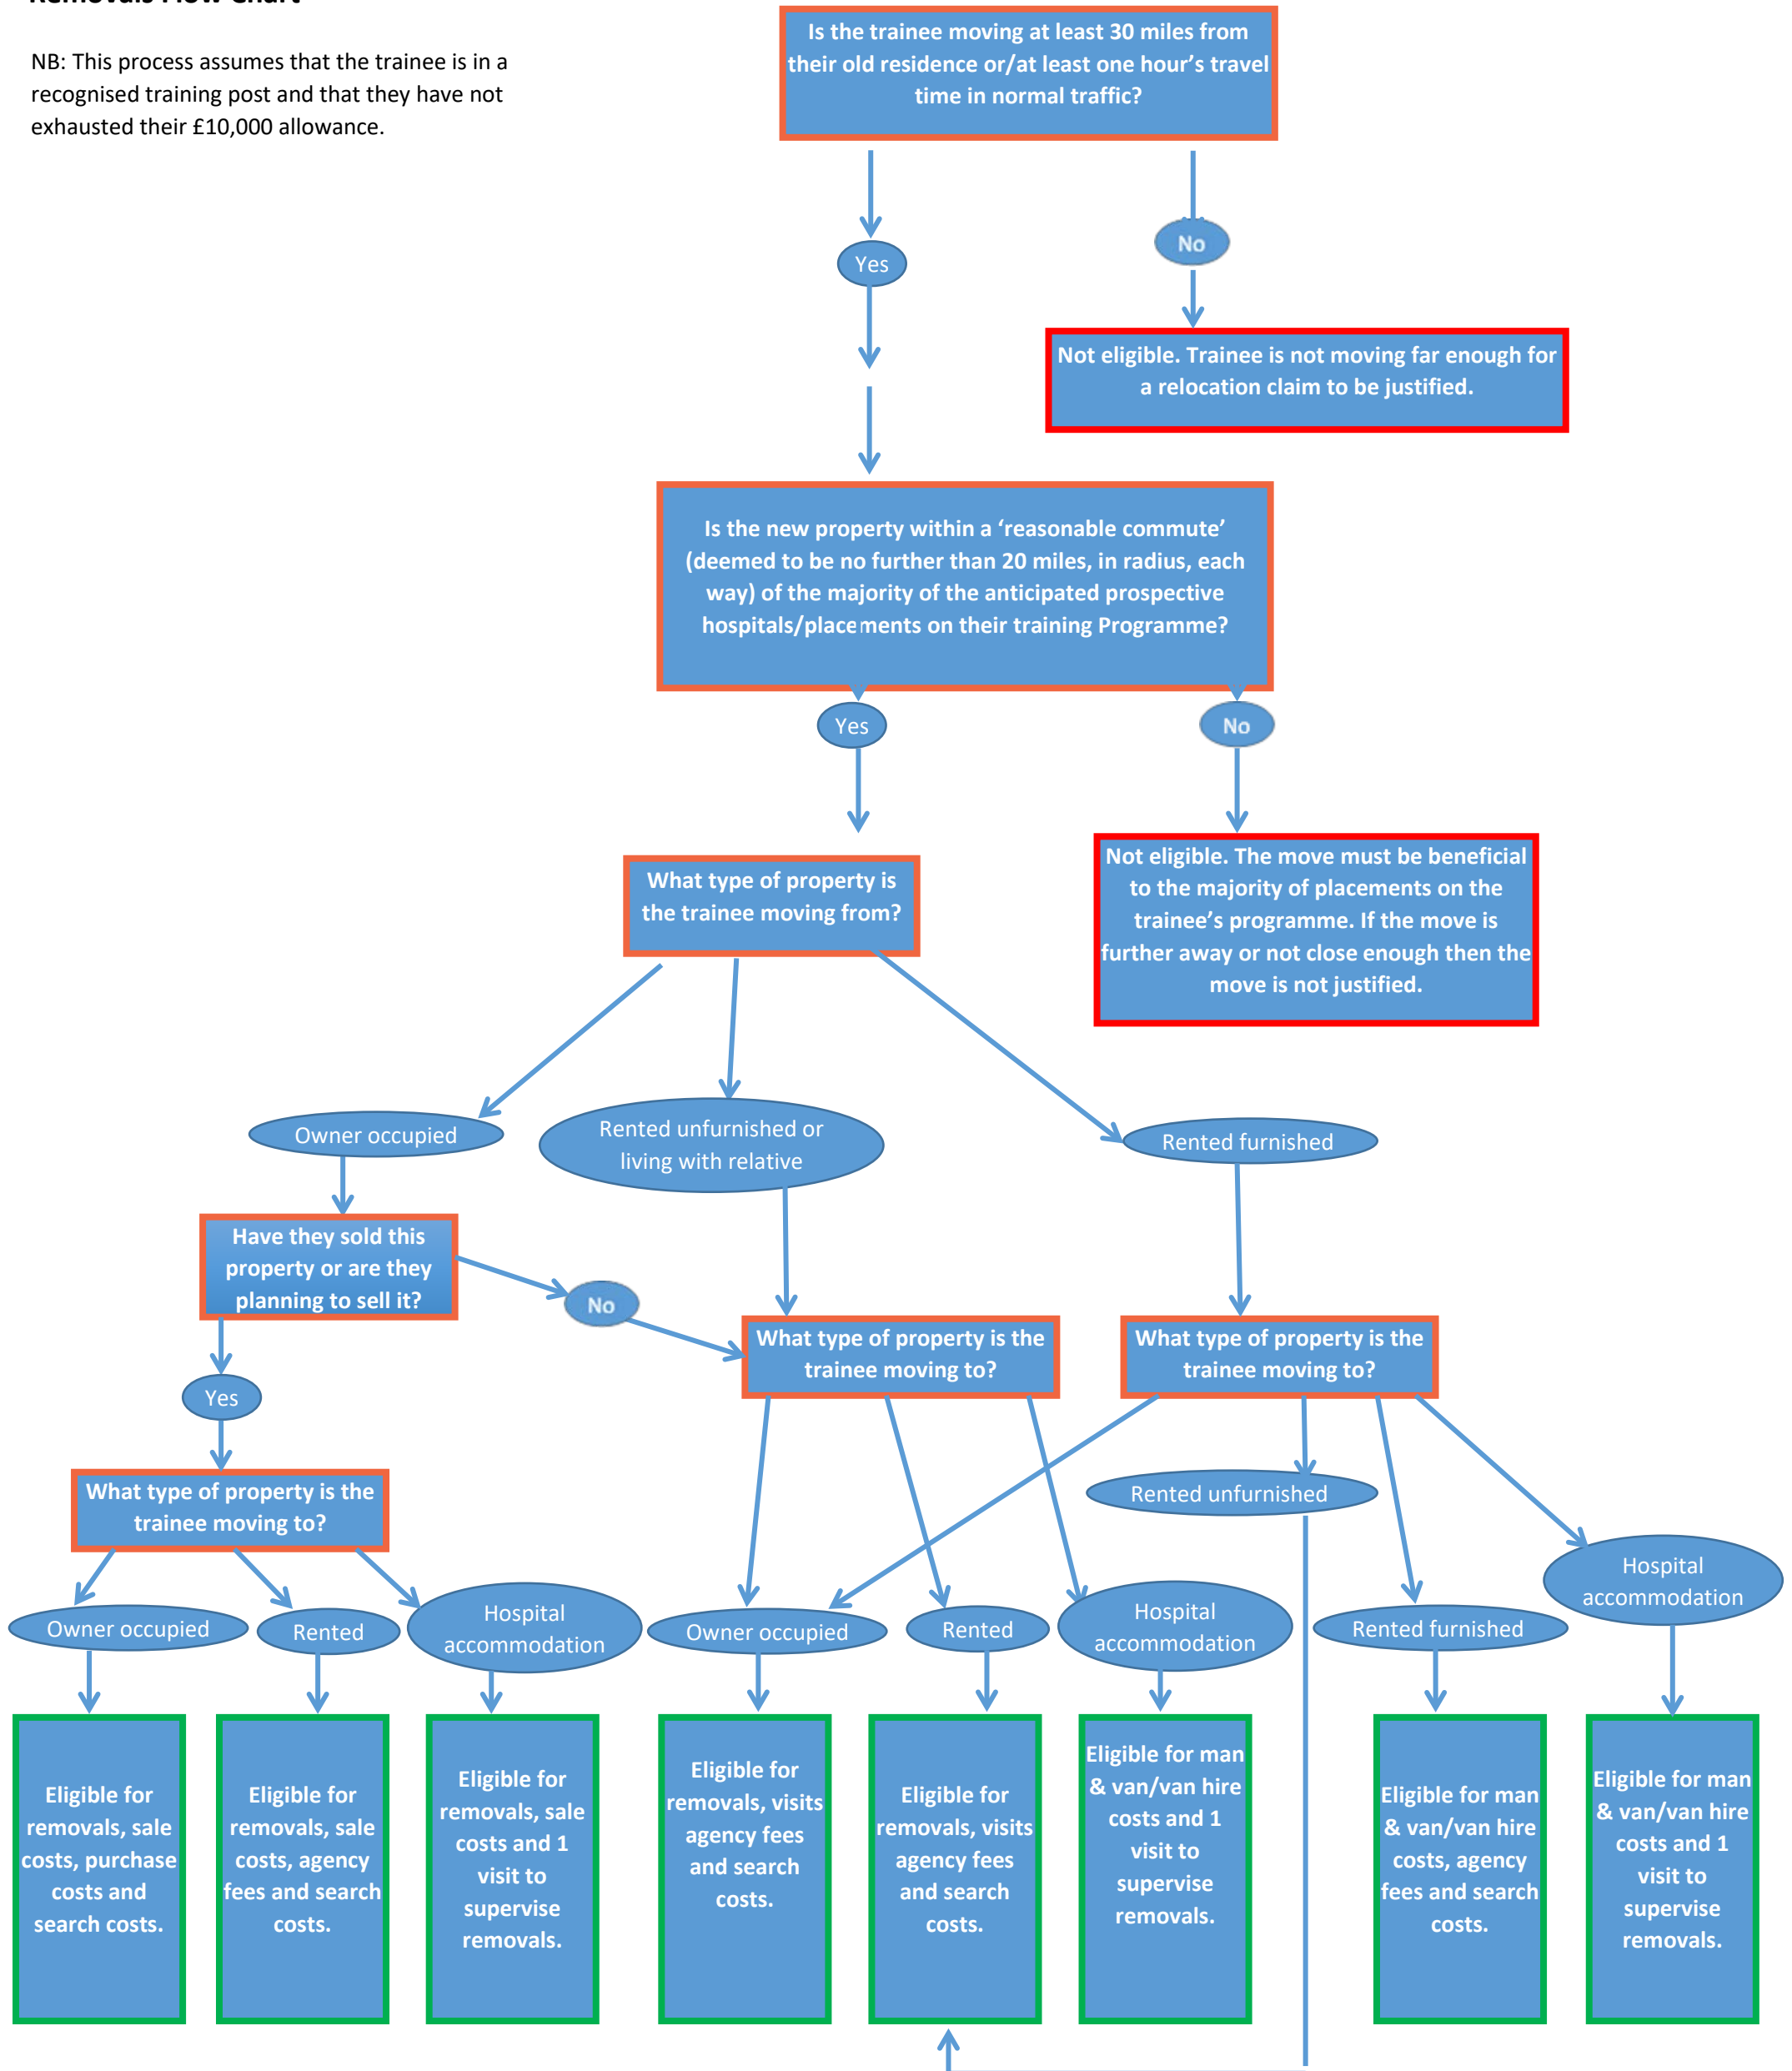 Removals Flow Chart
NB: This process assumes that the trainee is in a
recognised training post and that they have not
exhausted their £10,000 allowance.
Is the trainee moving at least 30 miles from
their old residence or/at least one hour’s travel
time in normal traffic?
Yes
No
Not eligible. Trainee is not moving far enough for
a relocation claim to be justified.
Is the new property within a ‘reasonable commute’
(deemed to be no further than 20 miles, in radius, each
way) of the majority of the anticipated prospective
hospitals/placements on their training Programme?
Yes
No
Not eligible. The move must be beneficial
to the majority of placements on the
trainee’s programme. If the move is
further away or not close enough then the
move is not justified.
What type of property is
the trainee moving from?
Owner occupied
Rented unfurnished or
living with relative
Rented furnished
Have they sold this
property or are they
planning to sell it?
No
Yes
What type of property is the
trainee moving to?
What type of property is the
trainee moving to?
What type of property is the
trainee moving to?
Rented unfurnished
Owner occupied
Rented
Hospital
accommodation
Owner occupied
Rented
Hospital
accommodation
Rented furnished
Hospital
accommodation
Eligible for
removals, sale
costs, purchase
costs and
search costs.
Eligible for
removals, sale
costs, agency
fees and search
costs.
Eligible for
removals, sale
costs and 1
visit to
supervise
removals.
Eligible for
removals, visits
agency fees
and search
costs.
Eligible for
removals, visits
agency fees
and search
costs.
Eligible for man
& van/van hire
costs and 1
visit to
supervise
removals.
Eligible for man
& van/van hire
costs, agency
fees and search
costs.
Eligible for man
& van/van hire
costs and 1
visit to
supervise
removals.